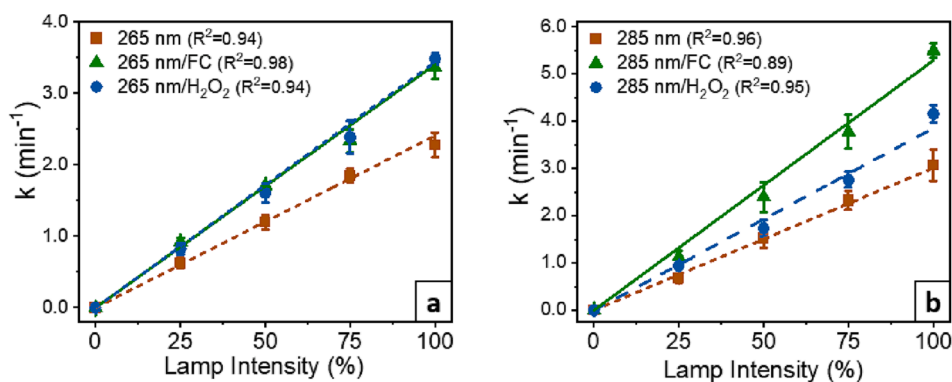 4.0
3.0
2.0
1.0
0.0
k (min⁻¹)
265 nm (R²=0.94)
265 nm/FC (R²=0.98)
265 nm/H₂O₂ (R²=0.94)
a
0 25 50 75 100
Lamp Intensity (%)
6.0
5.0
4.0
3.0
2.0
1.0
0.0
k (min⁻¹)
285 nm (R²=0.96)
285 nm/FC (R²=0.89)
285 nm/H₂O₂ (R²=0.95)
b
0 25 50 75 100
Lamp Intensity (%)